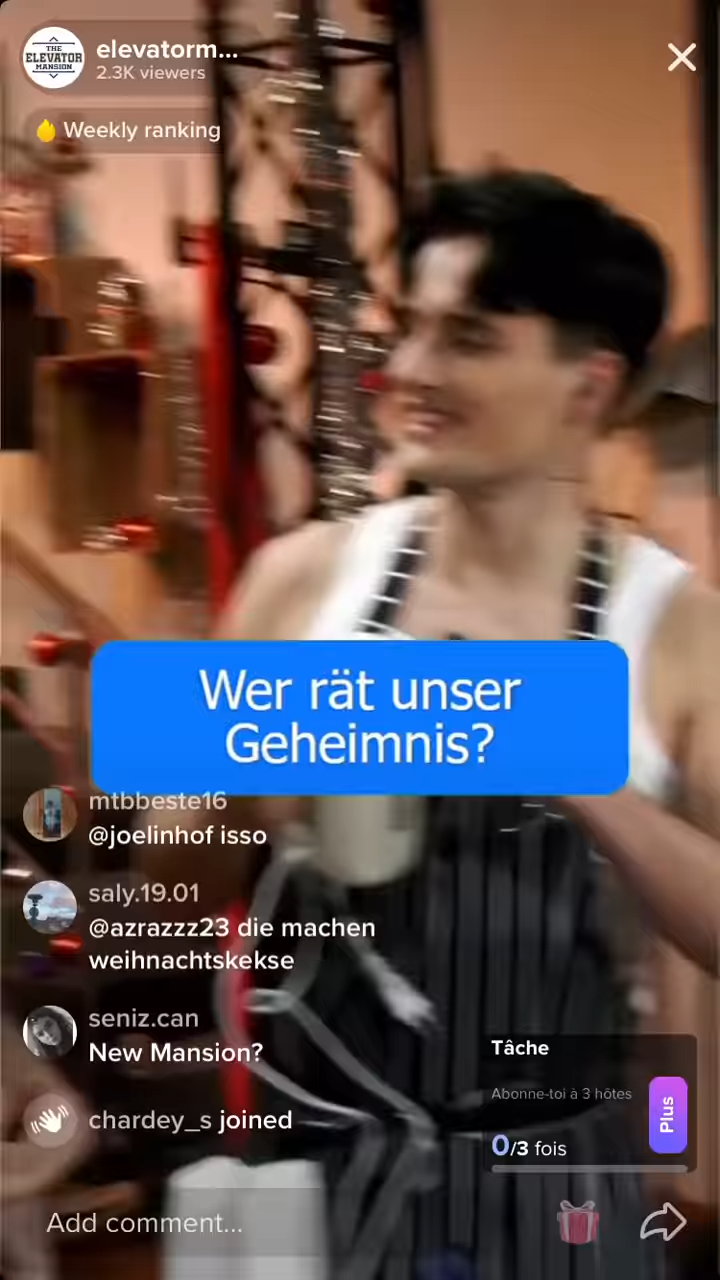 THE
ELEVATOR
MANSION
elevatorm...
2.3K viewers
Weekly ranking
Wer rät unser
Geheimnis?
mtbbeste16
@joelinhof isso
saly.19.01
@azrazzz23 die machen
weihnachtskekse
seniz.can
New Mansion?
chardey_s joined
Tâche
Abonne-toi à 3 hôtes
0/3 fois
Plus
Add comment...